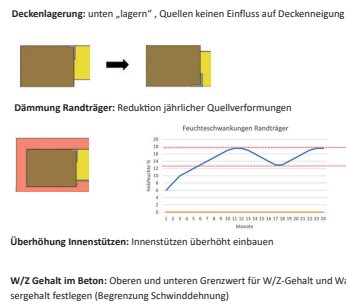 Deckenlagerung: unten „lagern“ , Quellen keinen Einfluss auf Deckenneigung
Dämmung Randträger: Reduktion jährlicher Quellverformungen
Feuchteschwankungen Randträger
20
18
16
14
12
10
8
6
4
2
0
Holzfeuchte %
1 2 3 4 5 6 7 8 9 10 11 12 13 14 15 16 17 18 19 20 21 22 23 24
Monate
Überhöhung Innenstützen: Innenstützen überhöht einbauen
W/Z Gehalt im Beton: Oberen und unteren Grenzwert für W/Z-Gehalt und Wa
sergehalt festlegen (Begrenzung Schwinddehnung)